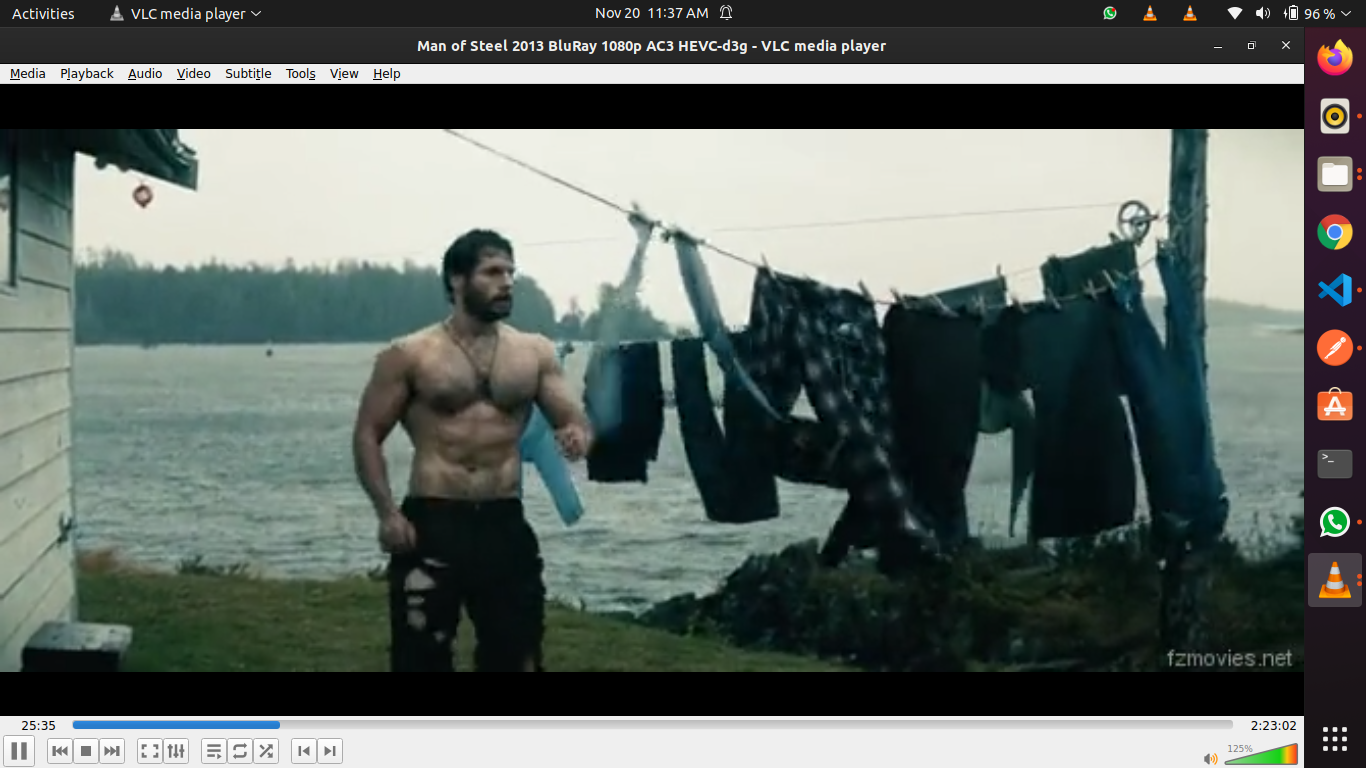 Activities VLC media player Nov 20 11:37 AM 96 %
Man of Steel 2013 BluRay 1080p AC3 HEVC-d3g - VLC media player
Media Playback Audio Video Subtitle Tools View Help
fzmovies.net
25:35 2:23:02
125%